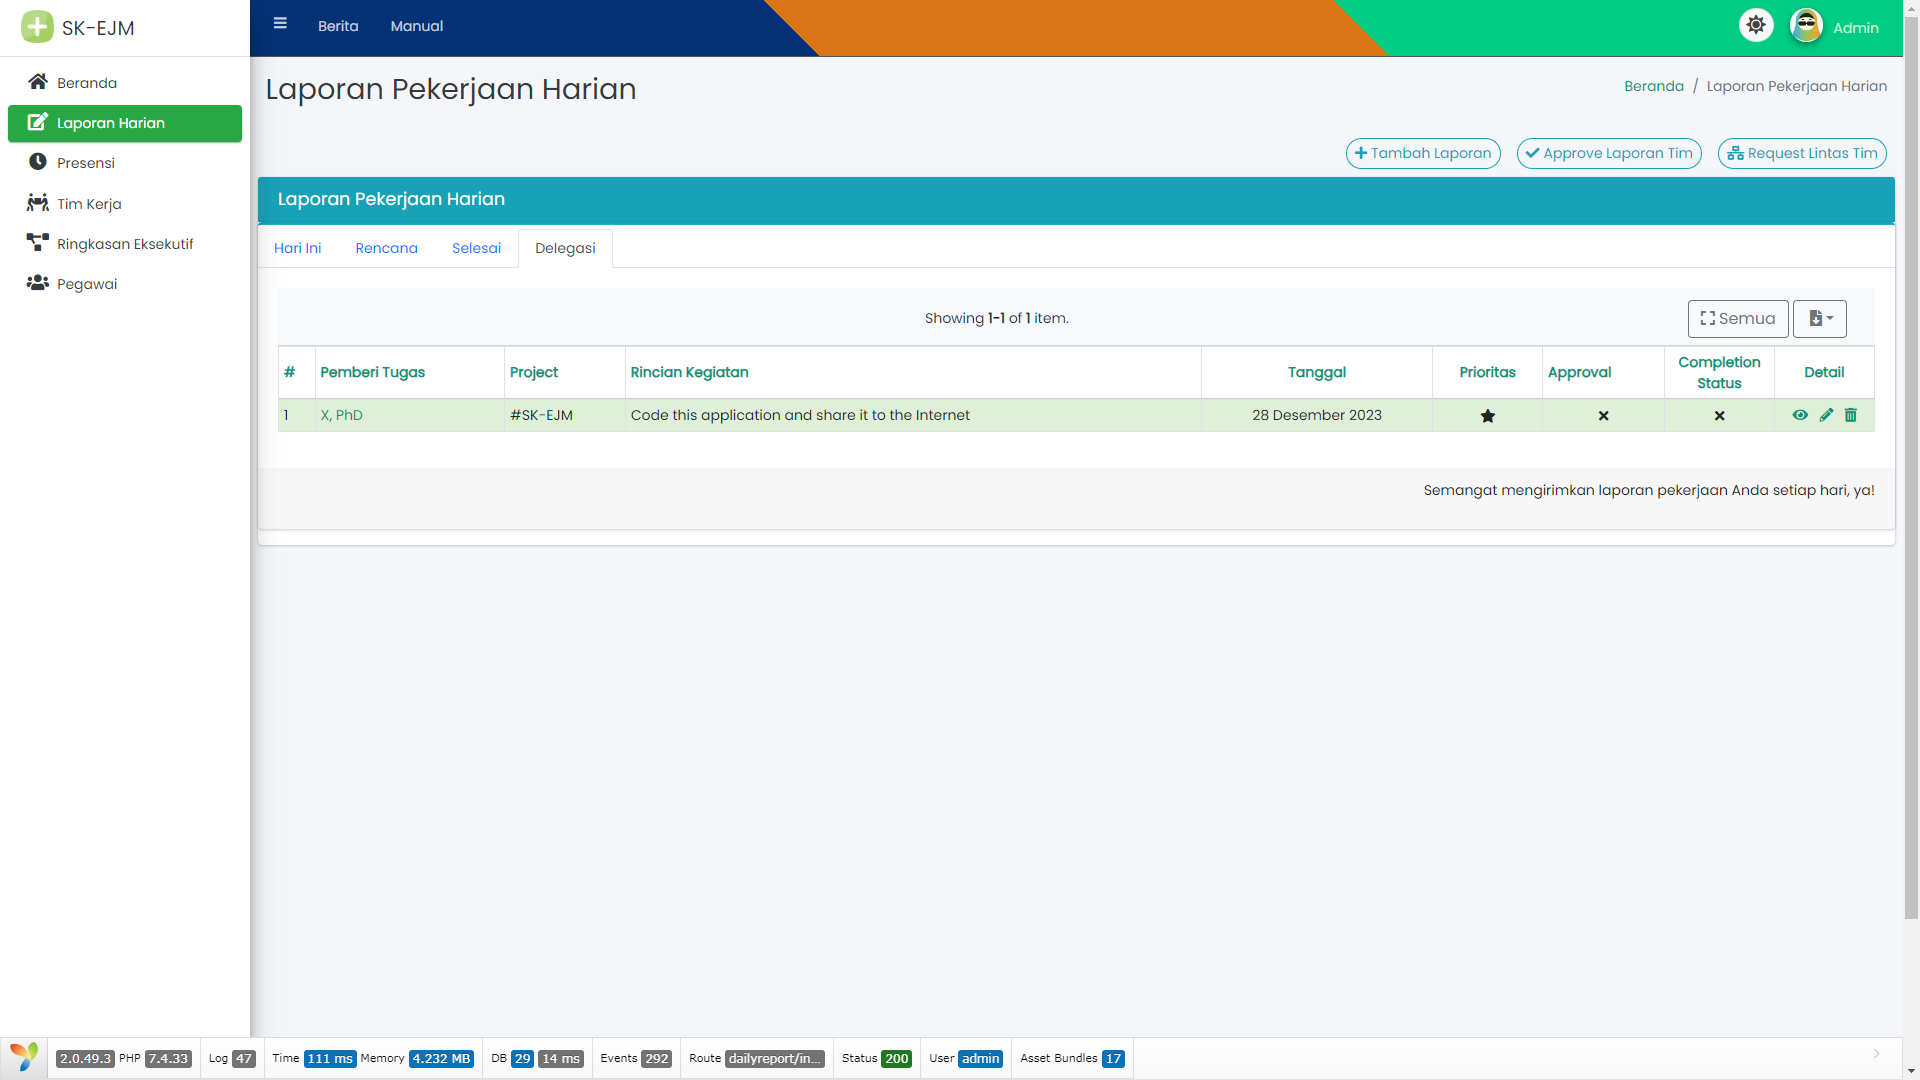 SK-EJM
Berita
Manual
Admin
Beranda
Laporan Harian
Presensi
Tim Kerja
Ringkasan Eksekutif
Pegawai
Laporan Pekerjaan Harian
Beranda / Laporan Pekerjaan Harian
Tambah Laporan
Approve Laporan Tim
Request Lintas Tim
Laporan Pekerjaan Harian
Hari Ini
Rencana
Selesai
Delegasi
Showing 1-1 of 1 item.
Semua
# Pemberi Tugas Project Rincian Kegiatan Tanggal Prioritas Approval Completion Status Detail
1 X, PhD #SK-EJM Code this application and share it to the Internet 28 Desember 2023
Semangat mengirimkan laporan pekerjaan Anda setiap hari, ya!
2.0.49.3 PHP 7.4.33 Log 47 Time 111 ms Memory 4.232 MB DB 29 14 ms Events 292 Route dailyreport/in... Status 200 User admin Asset Bundles 17